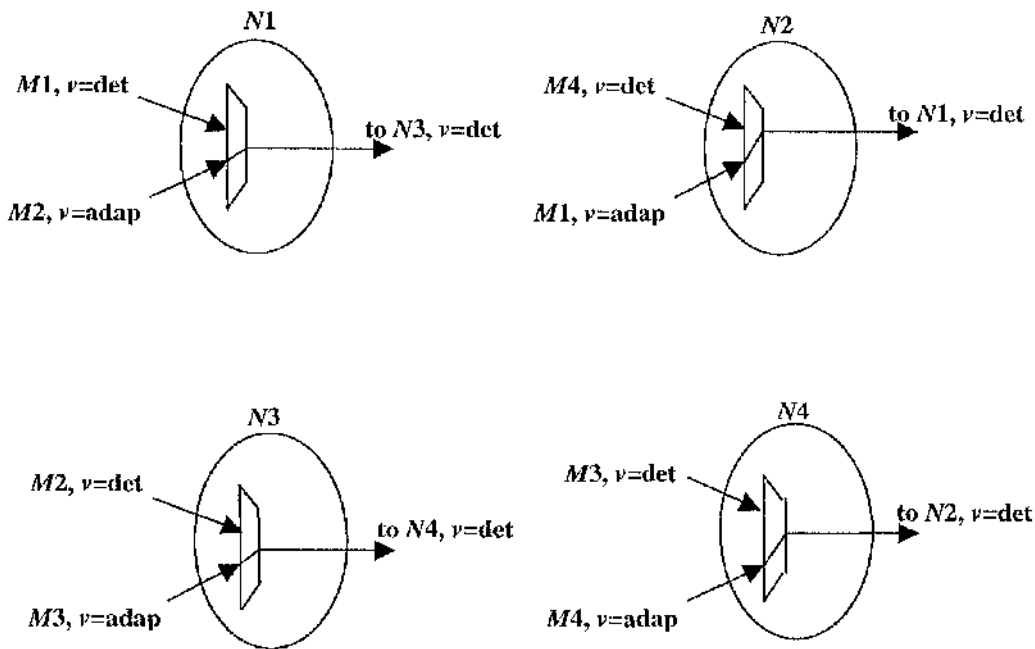 N1
M1, v=det
to N3, v=det
M2, v=adap
N2
M4, v=det
to N1, v=det
M1, v=adap
N3
M2, v=det
to N4, v=det
M3, v=adap
N4
M3, v=det
to N2, v=det
M4, v=adap